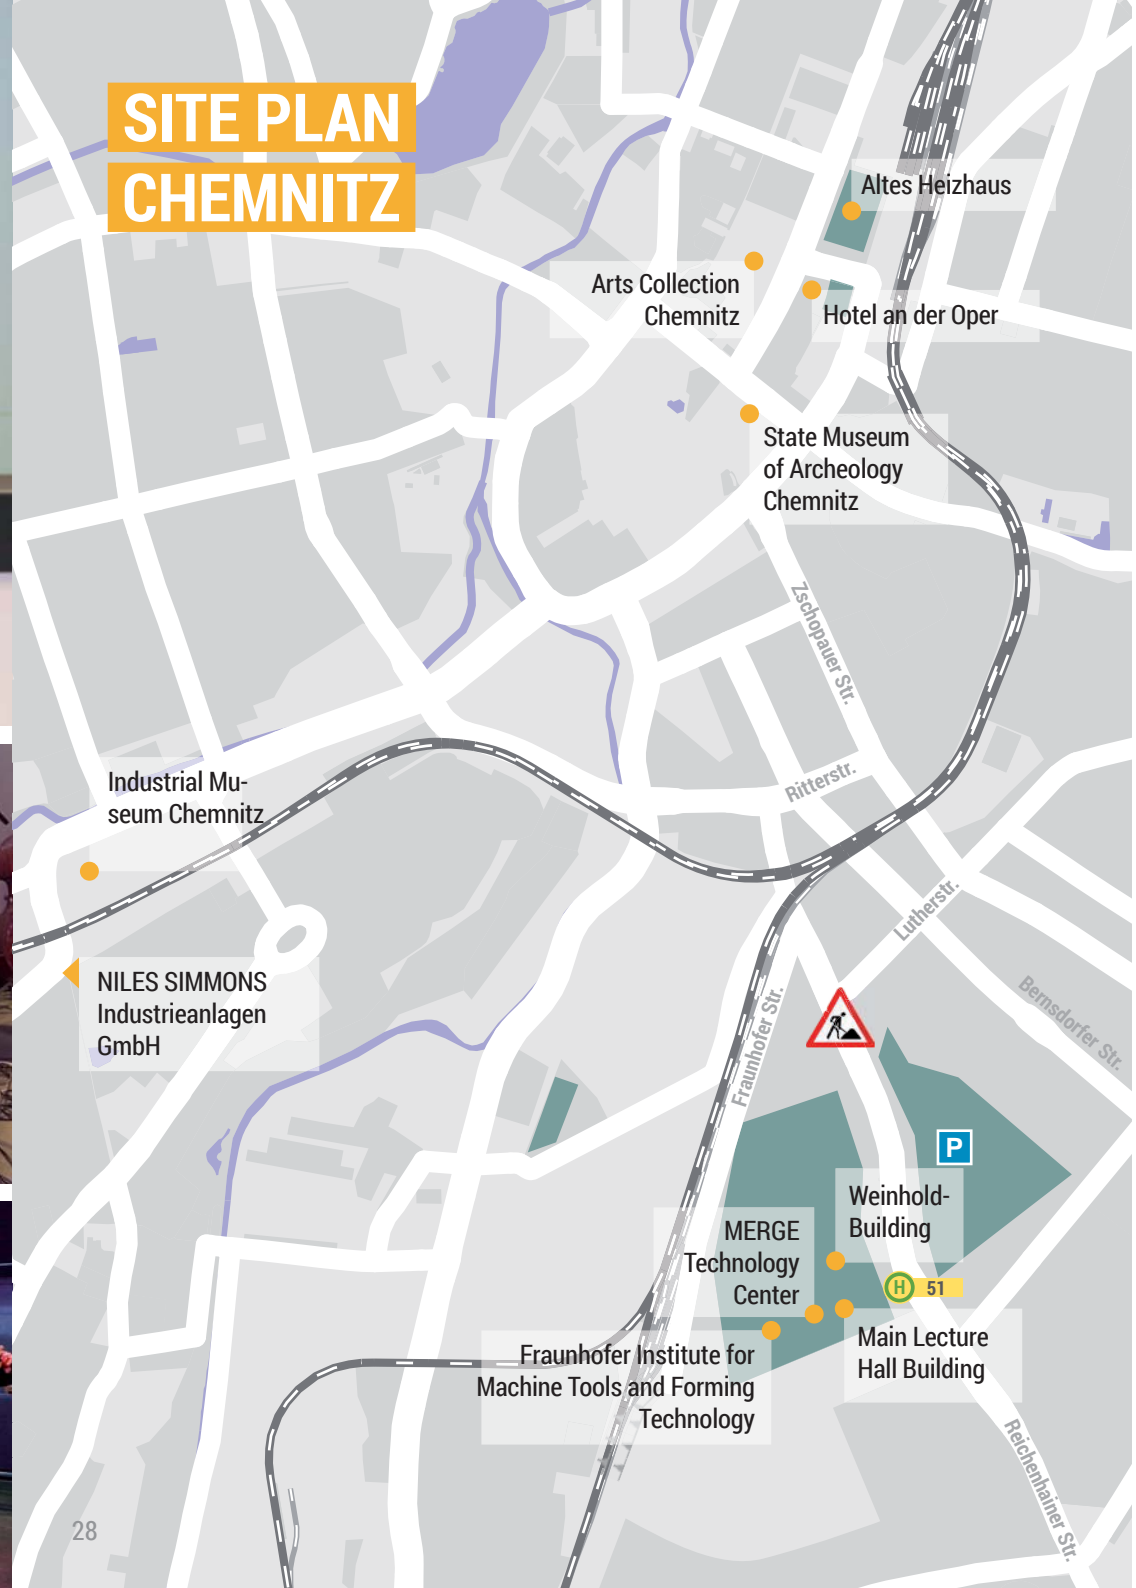 SITE PLAN
CHEMNITZ
Altes Heizhaus
Arts Collection
Chemnitz
Hotel an der Oper
State Museum
of Archeology
Chemnitz
Zschopauer Str.
Industrial Mu-
seum Chemnitz
Ritterstr.
Lutherstr.
NILES SIMMONS
Industrieanlagen
GmbH
Bernsdorfer Str.
Fraunhofer Str.
P
Weinhold-
Building
MERGE
Technology
Center
H 51
Main Lecture
Hall Building
Fraunhofer Institute for
Machine Tools and Forming
Technology
Reichenhainer Str.
28